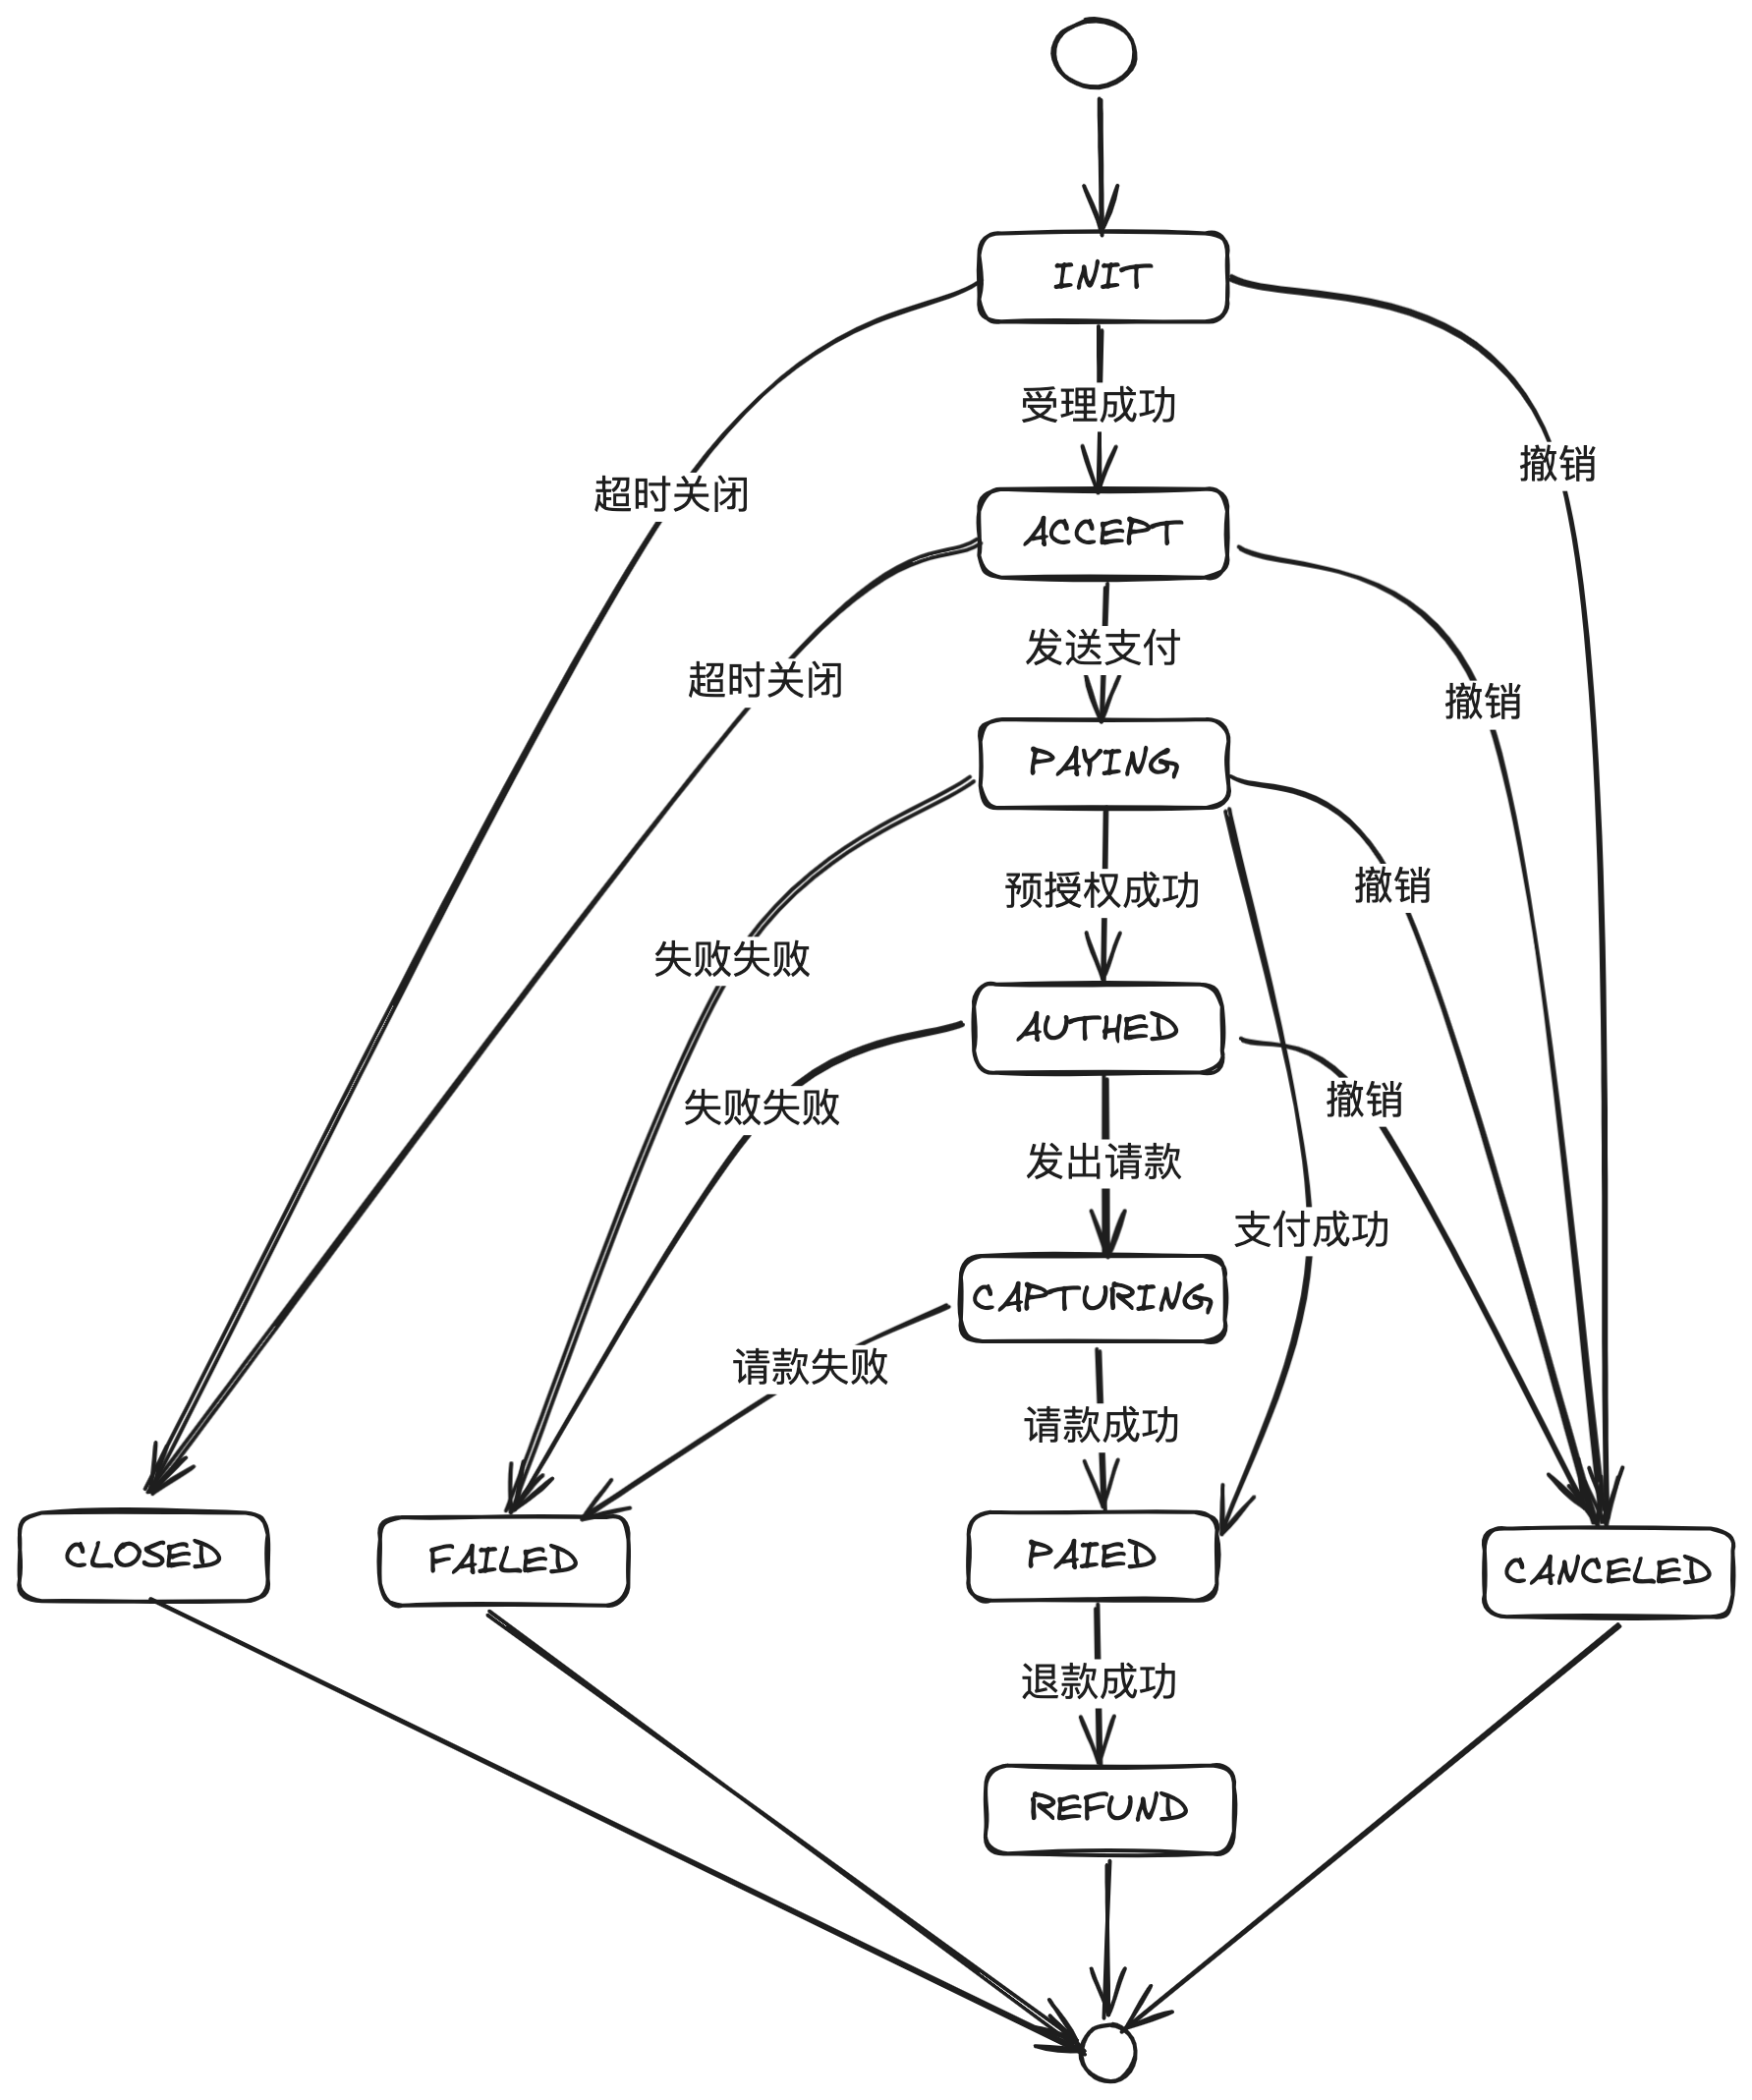 INIT
受理成功
撤销
超时关闭
ACCEPT
发送支付
超时关闭
撤销
PAYING
预授权成功
撤销
失败失败
AUTHED
失败失败
撤销
发出请款
支付成功
CAPTURING
请款失败
请款成功
CLOSED
FAILED
PAIED
CANCELED
退款成功
REFUND